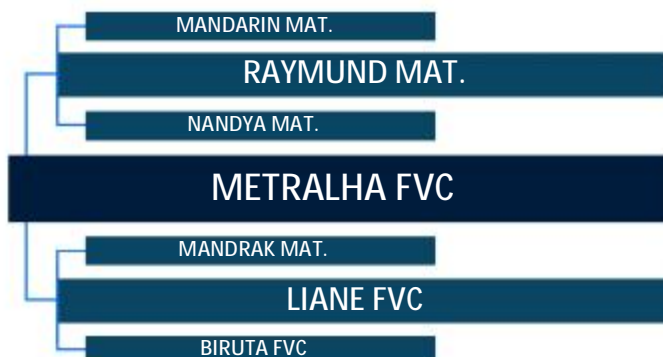 MANDARIN MAT.
RAYMUND MAT.
NANDYA MAT.
METRALHA FVC
MANDRAK MAT.
LIANE FVC
BIRUTA FVC